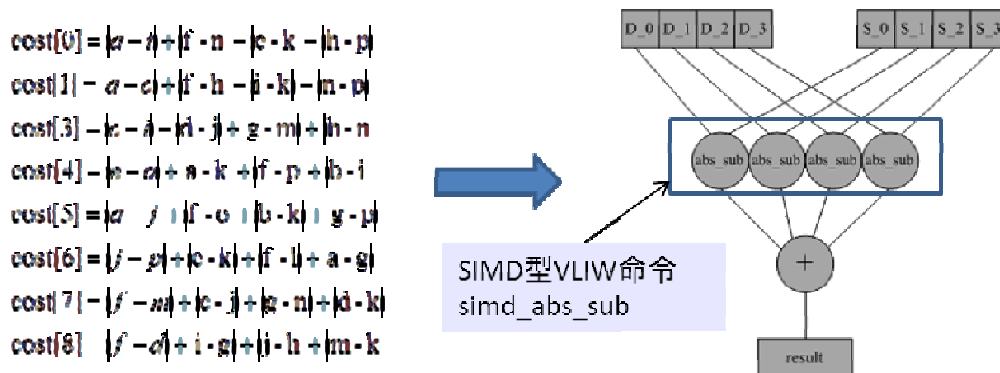 cost[0] = |a - |+|f - n - |c - k - |h - p|
cost[1] - a - c|+|f - h - |i - k| - |n - p|
cost[3] - - |d - j|+ g - m|+|h - n
cost[4] - |e - o|+ a - k +|f - p +|b - i
cost[5] = |a j |f - o |b - k| g - p|
cost[6] = |j - p|+|c - k|+|f - l + a - g|
cost[7] - |f - m|+|c - j|+|g - n|+|d - k|
cost[8] |f - d|+ i - g|+|j - h +|m - k
D_0 D_1 D_2 D_3
S_0 S_1 S_2 S_3
abs_sub abs_sub abs_sub abs_sub
SIMD型VLIW命令
simd_abs_sub
+
result